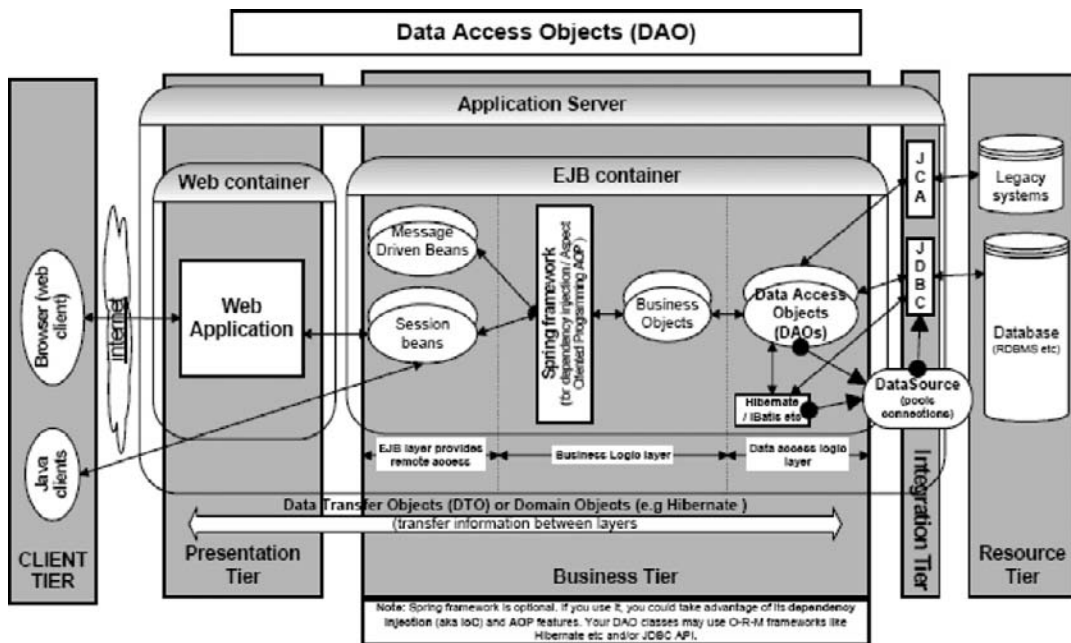 Data Access Objects (DAO)
Application Server
Web container
EJB container
Browser (web
client)
internet
Java
clients
Web
Application
Message
Driven Beans
Session
beans
Spring framework
(for dependency injection / Aspect
Oriented Programming AOP)
Business
Objects
Data Access
Objects
(DAOs)
Hibernate
/ iBatis etc
J
C
A
J
D
B
C
DataSource
(pools
connections)
Legacy
systems
Database
(RDBMS etc)
EJB layer provides
remote access
Business Logic layer
Data access logic
layer
Data Transfer Objects (DTO) or Domain Objects (e.g Hibernate )
(transfer information between layers
CLIENT
TIER
Presentation
Tier
Business Tier
Integration Tier
Resource
Tier
Note: Spring framework is optional. If you use it, you could take advantage of its dependency
injection (aka IoC) and AOP features. Your DAO classes may use O-R-M frameworks like
Hibernate etc and/or JDBC API.